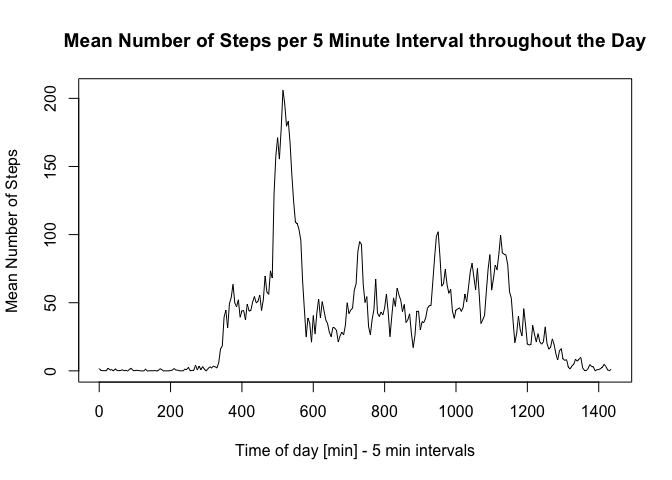 Mean Number of Steps per 5 Minute Interval throughout the Day
Mean Number of Steps
200
150
100
50
0
0 200 400 600 800 1000 1200 1400
Time of day [min] - 5 min intervals